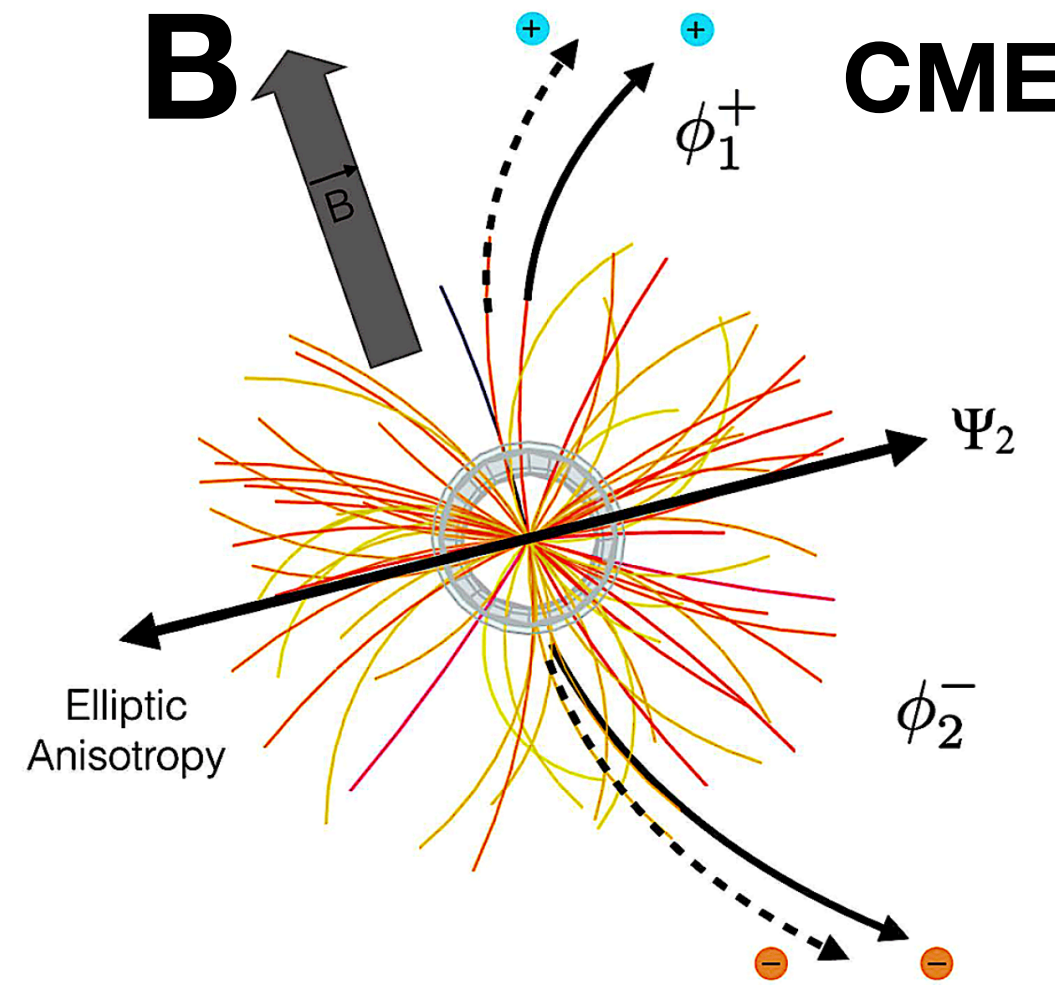 B
CME
+
+
ϕ₁⁺
B⃗
Ψ₂
Elliptic
Anisotropy
ϕ₂⁻
−
−